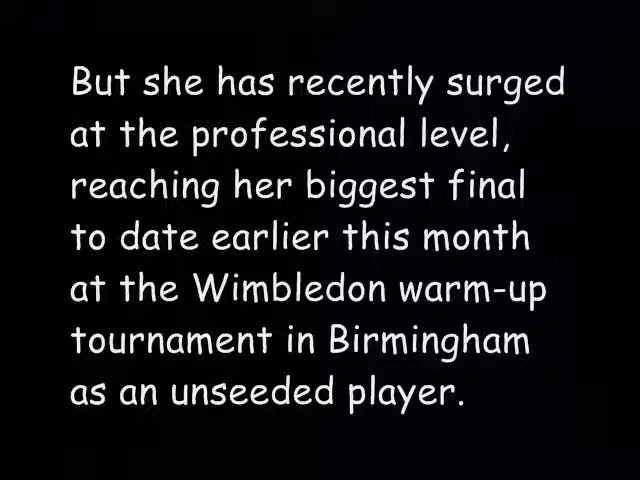 But she has recently surged
at the professional level,
reaching her biggest final
to date earlier this month
at the Wimbledon warm-up
tournament in Birmingham
as an unseeded player.